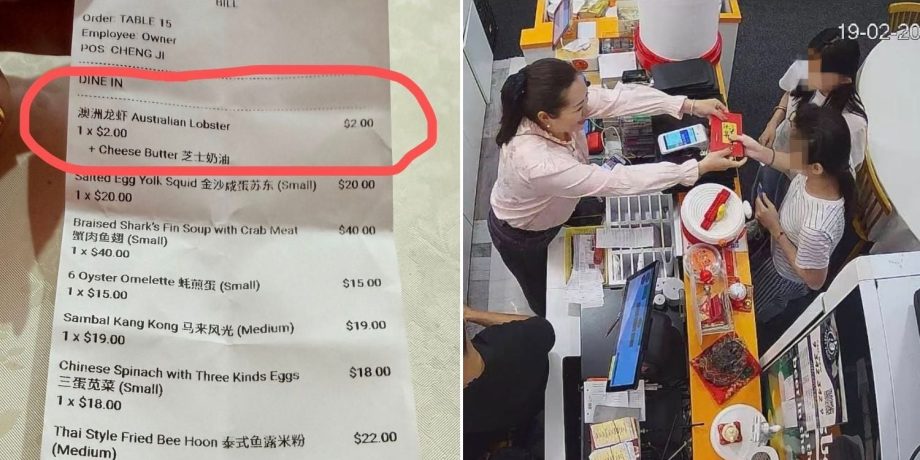 BILL
Order: TABLE 15
Employee: Owner
POS CHENG JI
DINE IN
澳洲龙虾 Australian Lobster $2.00
1 x $2.00
+ Cheese Butter 芝士奶油
Salted Egg Yolk Squid 金沙咸蛋苏东 (Small) $20.00
1 x $20.00
Braised Shark's Fin Soup with Crab Meat $40.00
蟹肉鱼翅 (Small)
1 x $40.00
6 Oyster Omelette 蚝煎蛋 (Small) $15.00
1 x $15.00
Sambal Kang Kong 马来风光 (Medium) $19.00
1 x $19.00
Chinese Spinach with Three Kinds Eggs $18.00
三蛋苋菜 (Small)
1 x $18.00
Thai Style Fried Bee Hoon 泰式鱼露米粉 $22.00
(Medium)
19-02-20